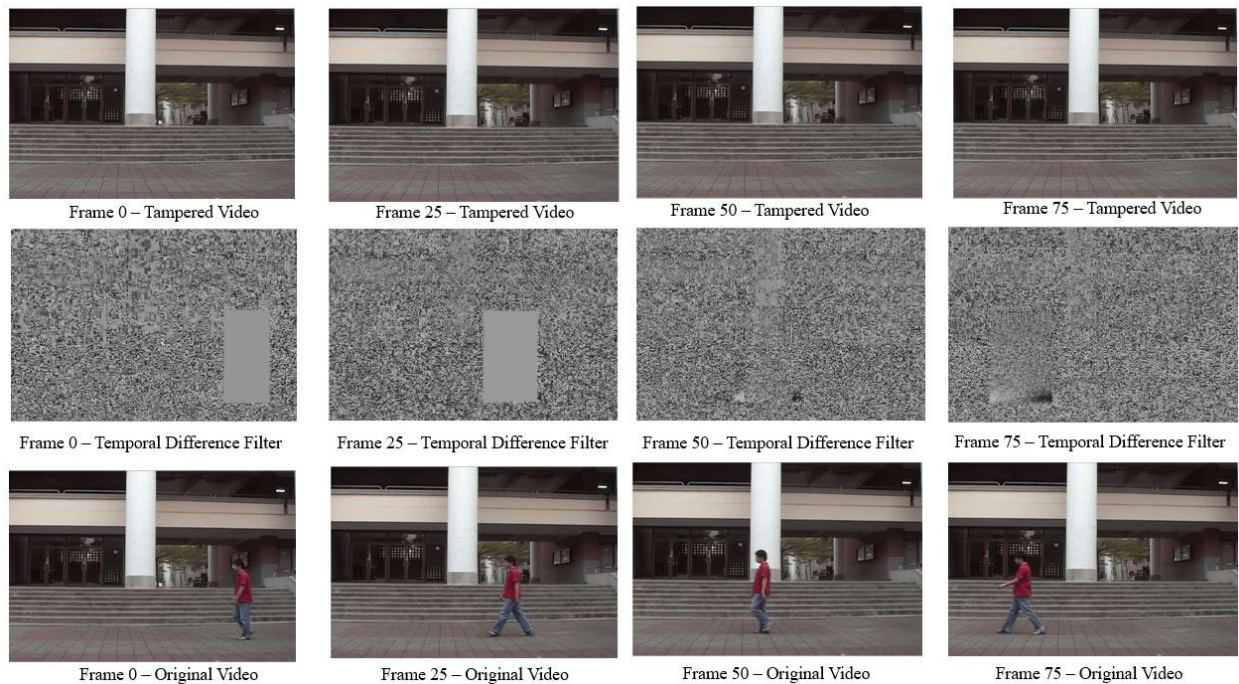 Frame 0 – Tampered Video
Frame 25 – Tampered Video
Frame 50 – Tampered Video
Frame 75 – Tampered Video
Frame 0 – Temporal Difference Filter
Frame 25 – Temporal Difference Filter
Frame 50 – Temporal Difference Filter
Frame 75 – Temporal Difference Filter
Frame 0 – Original Video
Frame 25 – Original Video
Frame 50 – Original Video
Frame 75 – Original Video